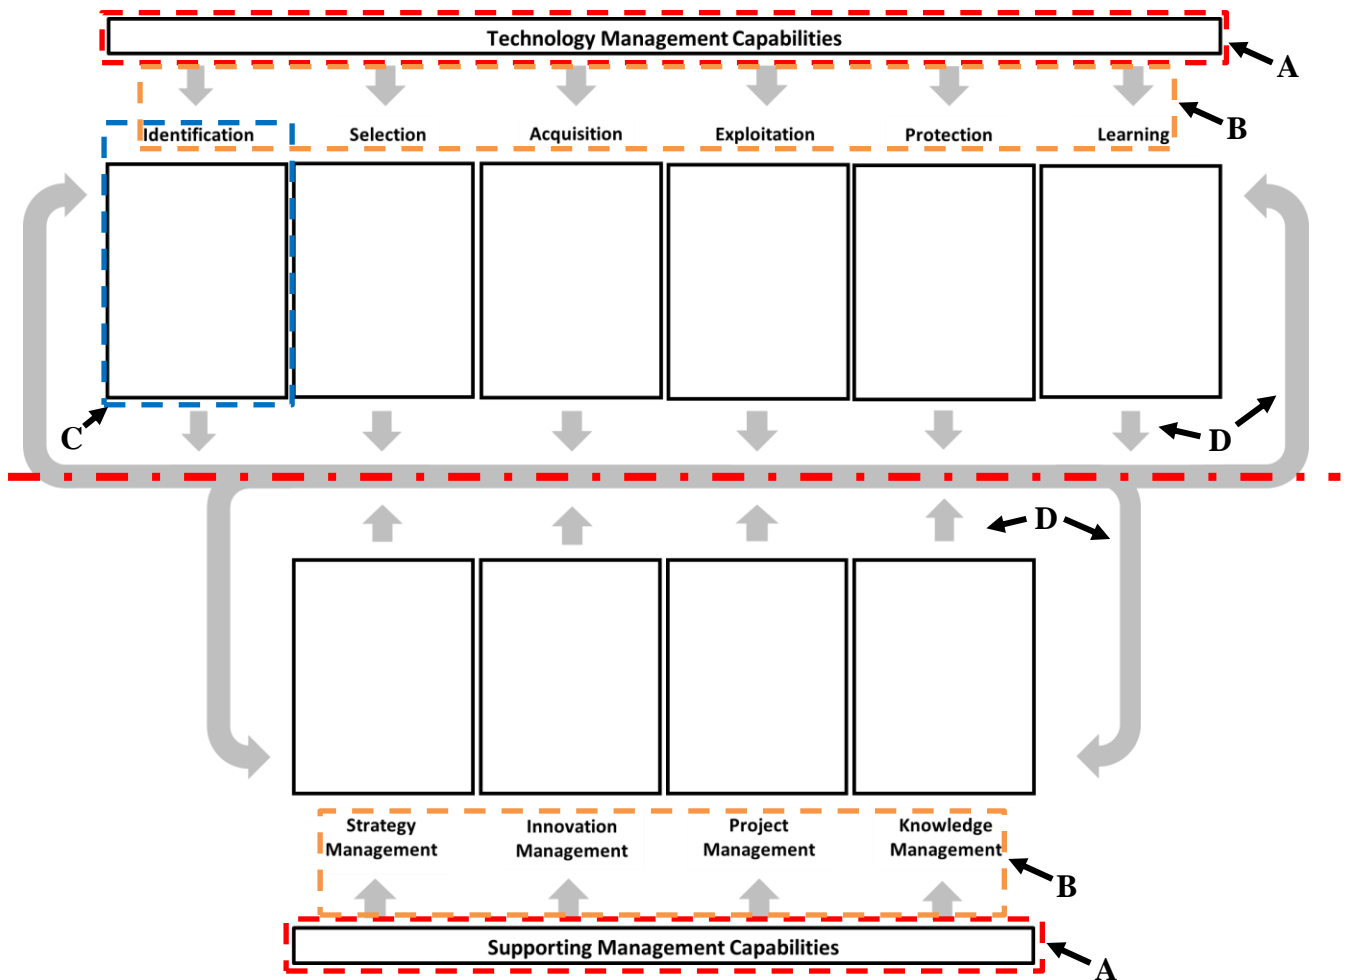 Technology Management Capabilities
A
B
Identification Selection Acquisition Exploitation Protection Learning
C
D
D
Strategy Management
Innovation Management
Project Management
Knowledge Management
B
Supporting Management Capabilities
A